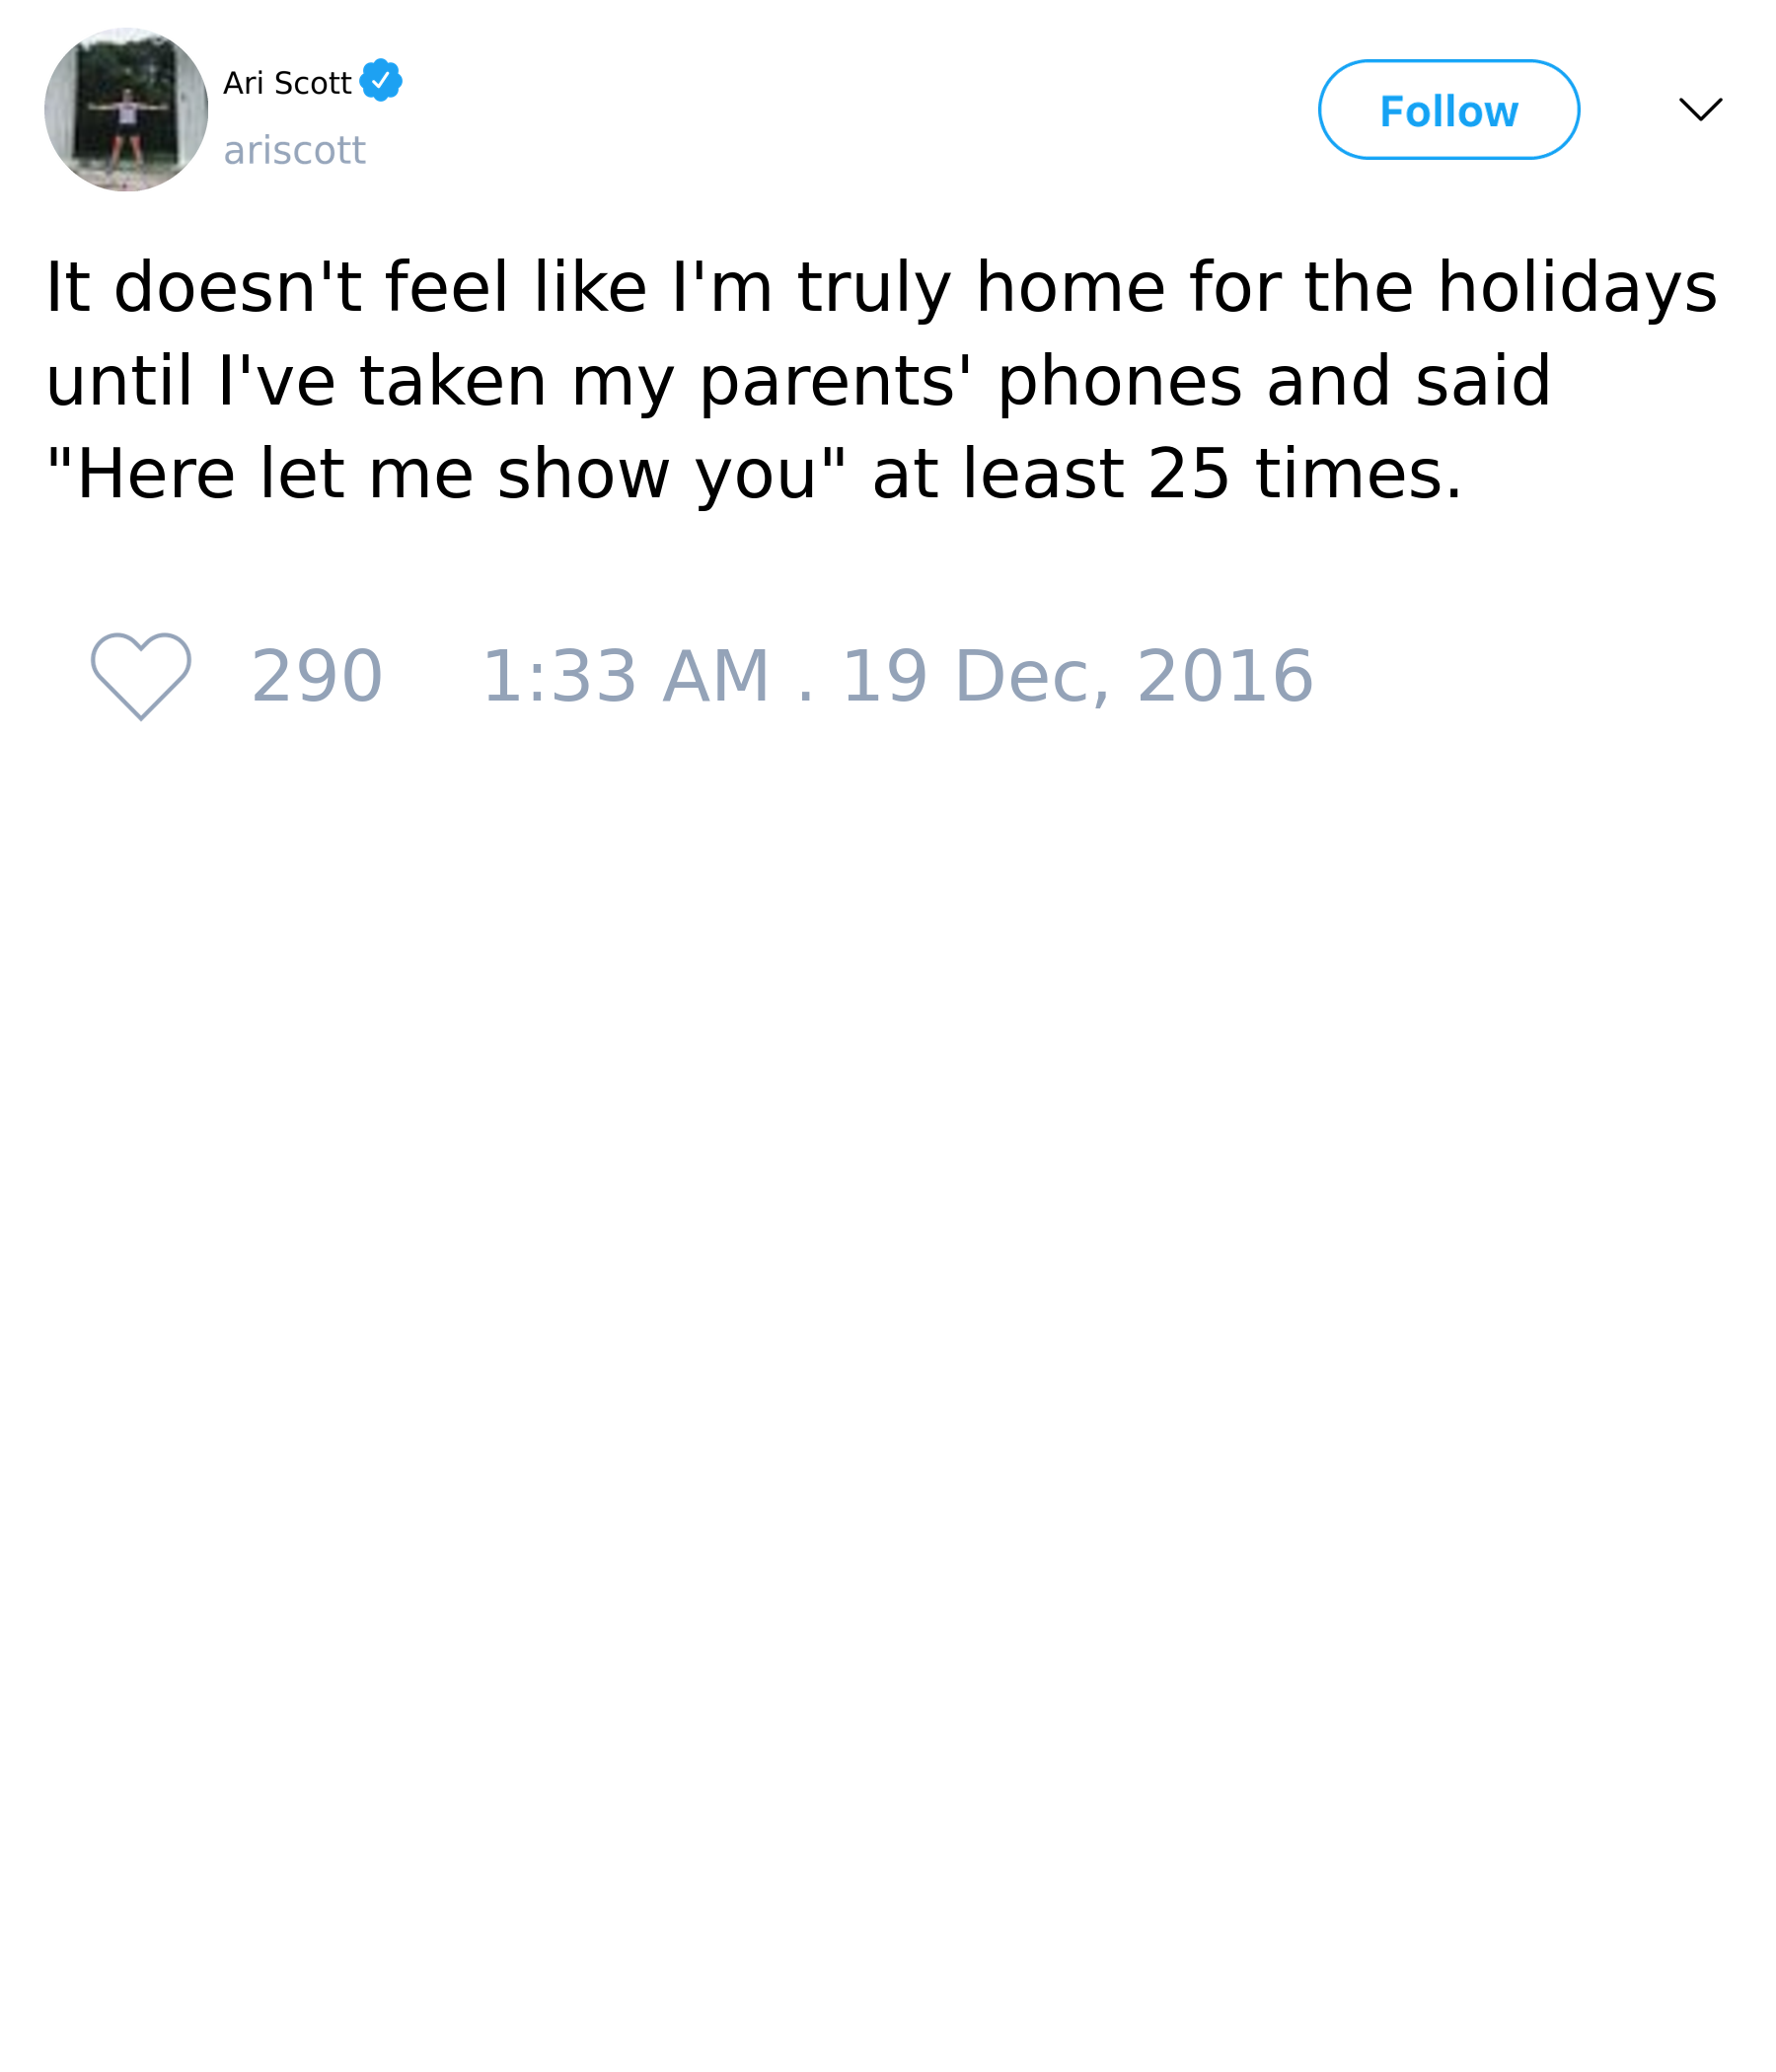 Ari Scott
ariscott
Follow
It doesn't feel like I'm truly home for the holidays
until I've taken my parents' phones and said
"Here let me show you" at least 25 times.
290 1:33 AM . 19 Dec, 2016